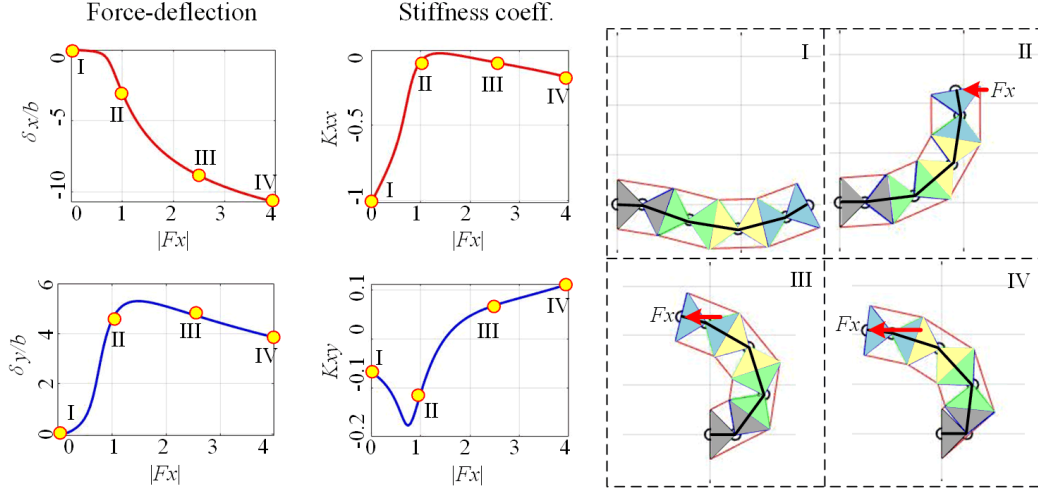 Force-deflection
Stiffness coeff.
δx/b
0
-5
-10
I
II
III
IV
0 1 2 3 4
|Fx|
Kxx
0
-0.5
-1
I
II
III
IV
0 1 2 3 4
|Fx|
δy/b
6
4
2
0
I
II
III
IV
0 1 2 3 4
|Fx|
Kxy
0.1
0
-0.1
-0.2
I
II
III
IV
0 1 2 3 4
|Fx|
I
II
Fx
III
Fx
IV
Fx